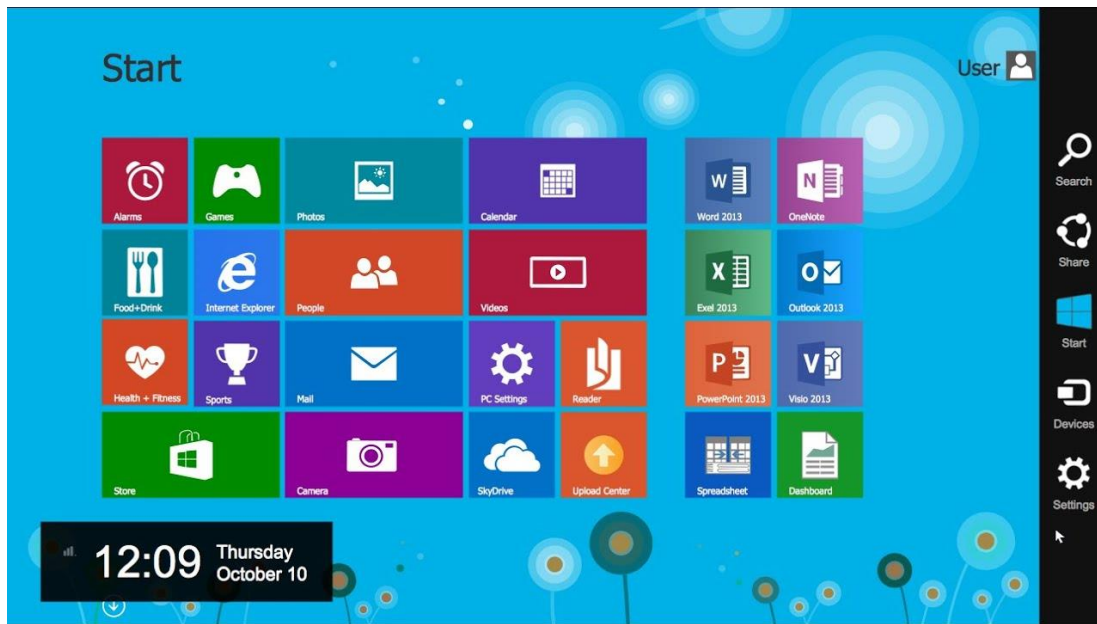 Start
User
Alarms
Games
Photos
Calendar
Word 2013
OneNote
Food+Drink
Internet Explorer
People
Videos
Exel 2013
Outlook 2013
Health + Fitness
Sports
Mail
PC Settings
Reader
PowerPoint 2013
Visio 2013
Store
Camera
SkyDrive
Upload Center
Spreadsheet
Dashboard
Search
Share
Start
Devices
Settings
12:09
Thursday
October 10